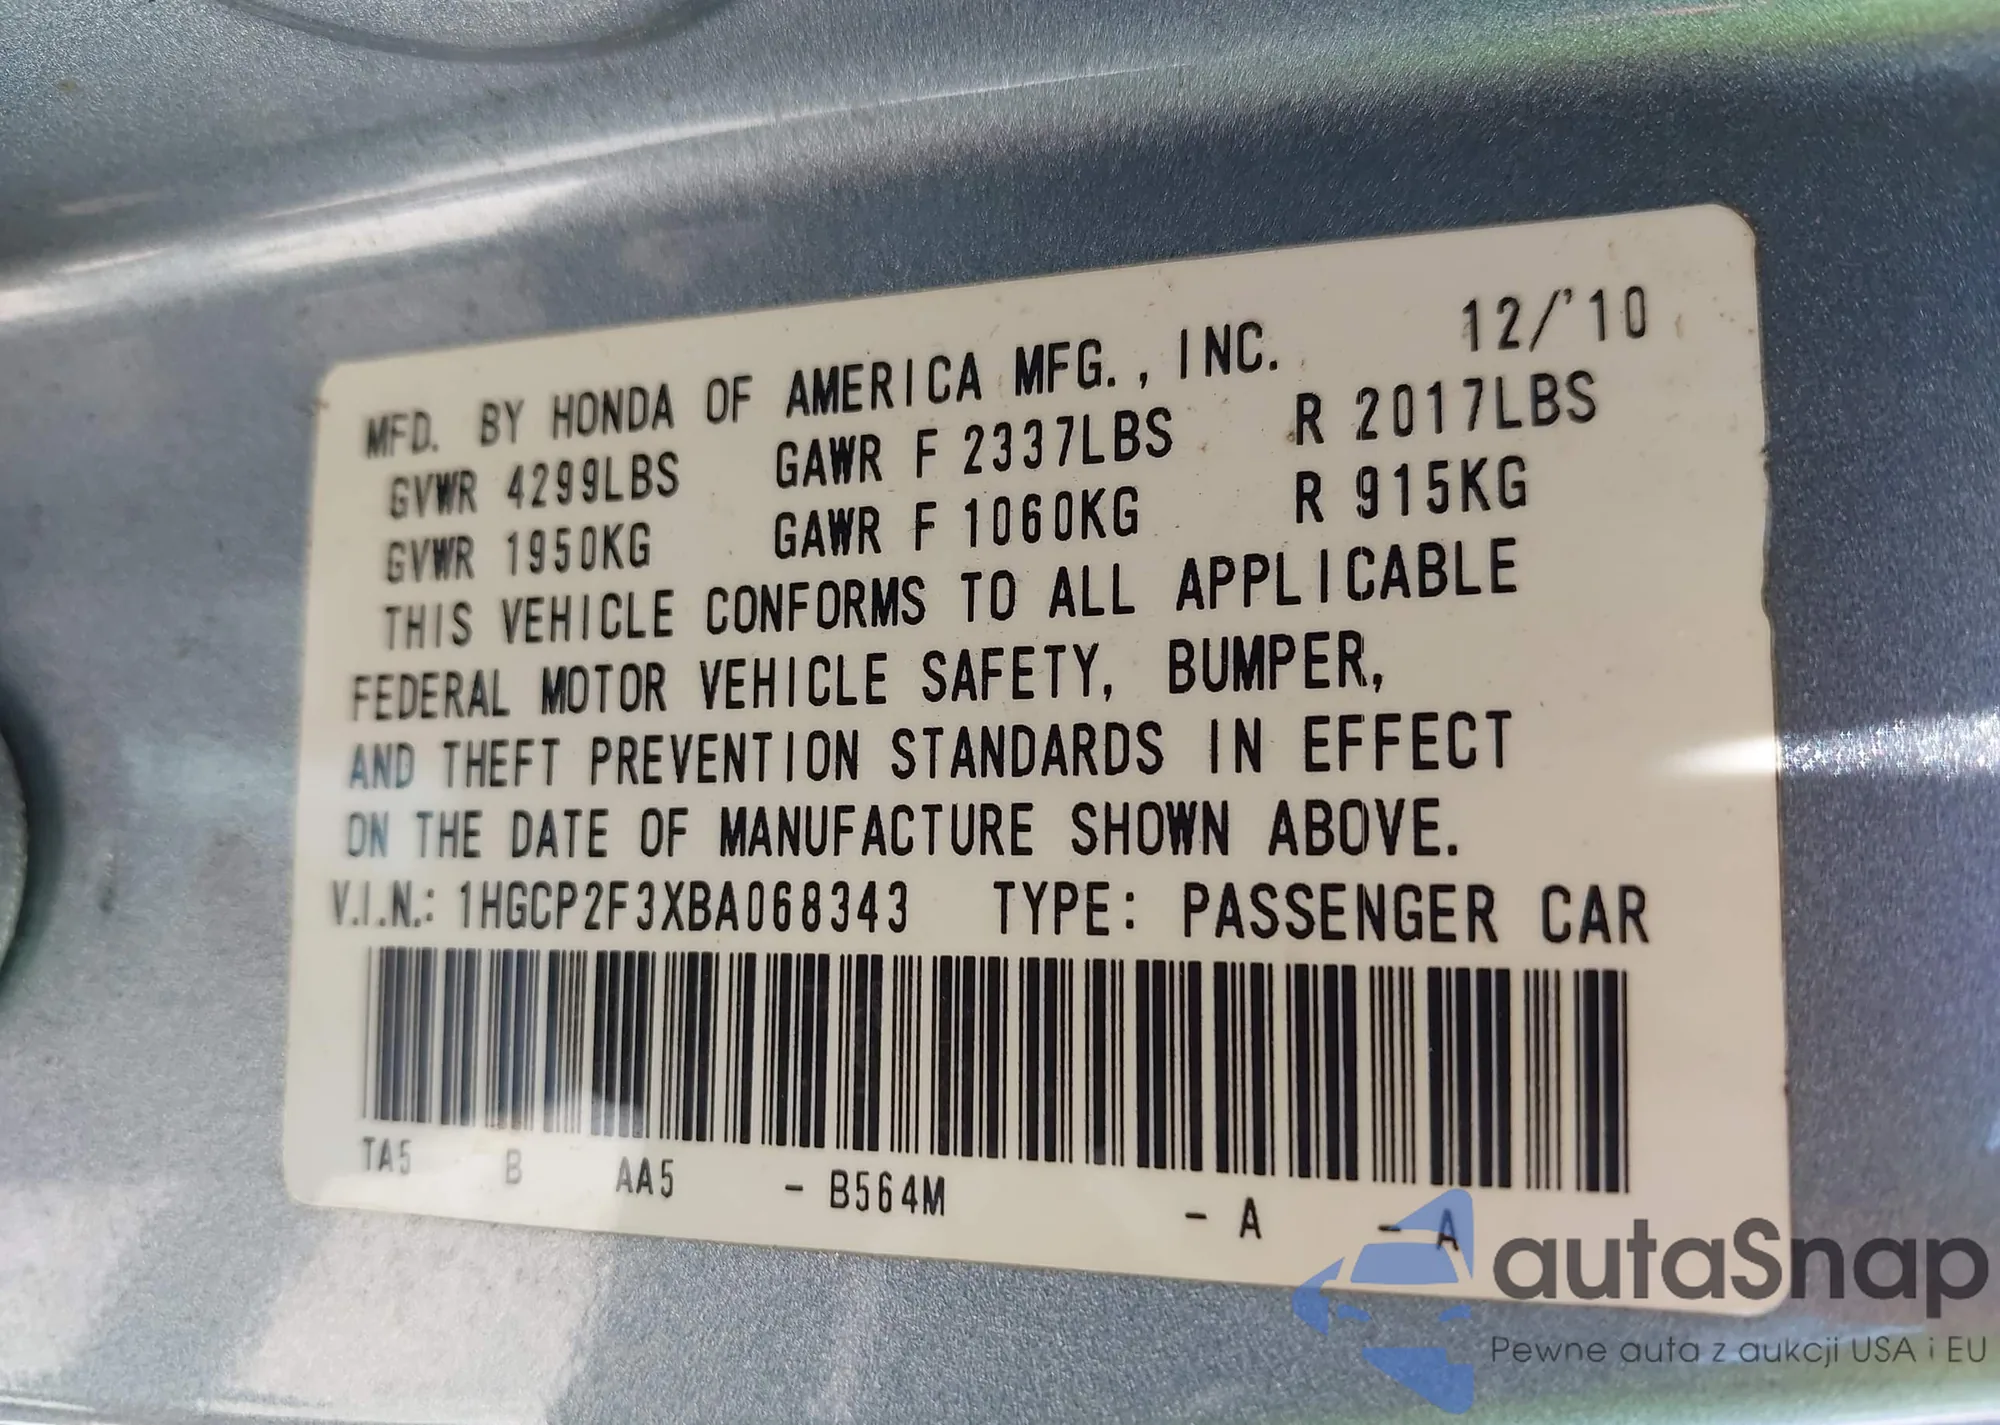 MFD. BY HONDA OF AMERICA MFG., INC. 12/'10
GVWR 4299LBS GAWR F 2337LBS R 2017LBS
GVWR 1950KG GAWR F 1060KG R 915KG
THIS VEHICLE CONFORMS TO ALL APPLICABLE
FEDERAL MOTOR VEHICLE SAFETY, BUMPER,
AND THEFT PREVENTION STANDARDS IN EFFECT
ON THE DATE OF MANUFACTURE SHOWN ABOVE.
V.I.N.: 1HGCP2F3XBA068343 TYPE: PASSENGER CAR
TA5 B AA5 - B564M - A - A
autaSnap
Pewne auta z aukcji USA i EU